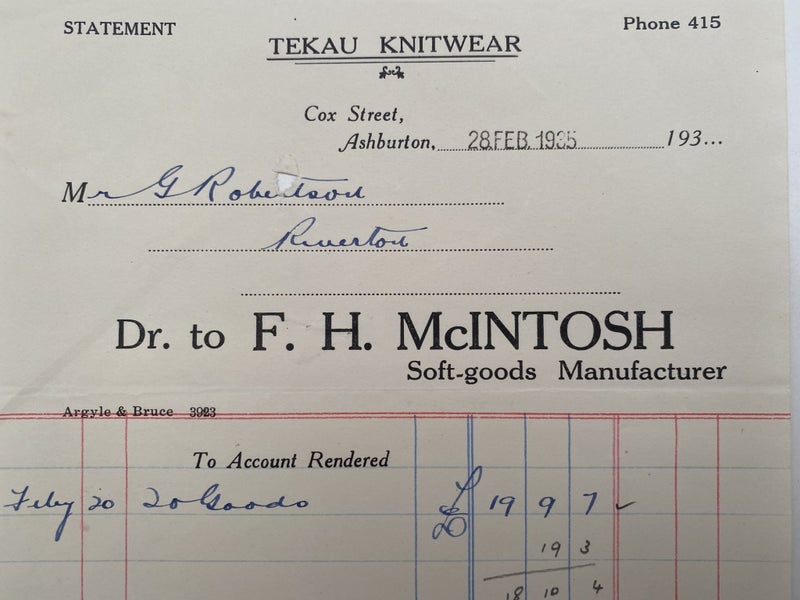 STATEMENT
Phone 415
TEKAU KNITWEAR
Cox Street,
Ashburton, 28.FEB.1935 193...
Mr G Robertson
Riverton
Dr. to F. H. McINTOSH
Soft-goods Manufacturer
Argyle & Bruce 3923
To Account Rendered
Feby 20 To Goods £ 19 9 7 ✓
19 3
18 10 4